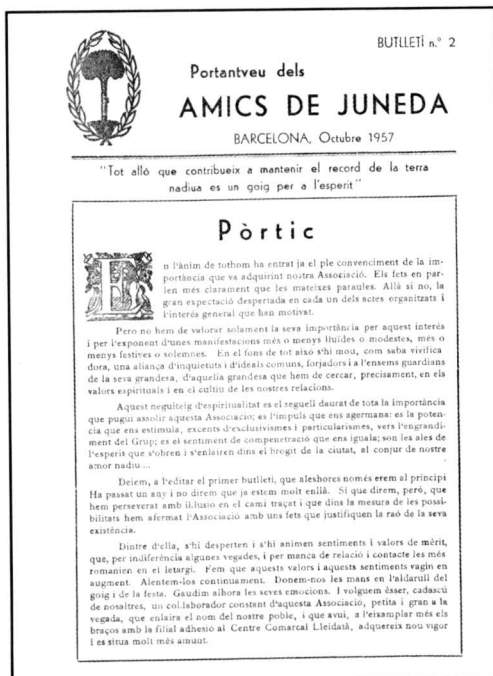 BUTLLETÍ n.° 2
Portantveu dels
AMICS DE JUNEDA
BARCELONA, Octubre 1957
"Tot alló que contribueix a mantenir el record de la terra
nadiua es un goig per a l'esperit"
Pòrtic
En l'ànim de tothom ha entrat ja el ple convenciment de la im-
portància que va adquirint nostra Associació. Els fets en par-
len més clarament que les mateixes paraules. Allà si no, la
gran expectació despertada en cada un dels actes organitzats i
l'interés general que han motivat.
Pero no hem de valorar solament la seva importància per aquest interés
i per l'exponent d'unes manifestacions més o menys lluídes o modestes, més o
menys festives o solemnes. En el fons de tot aixó s'hi mou, com saba vivifica
dora, una aliança d'inquietuts i d'ideals comuns, forjadors i a l'ensems guardians
de la seva grandesa, d'aquella grandesa que hem de cercar, precisament, en els
valors espirituals i en el cultiu de les nostres relacions.
Aquest neguiteig d'espiritualitat es el seguell daurat de tota la importància
que pugui assolir aquesta Associació; es l'impuls que ens agermana: es la poten-
cia que ens estimula, excents d'exclusivismes i particularismes, vers l'engrandi-
ment del Grup; es el sentiment de compenetració que ens iguala; son les ales de
l'esperit que s'obren i s'enlairen dins el brogit de la ciutat, al conjur de nostre
amor nadiu....
Deiem, a l'editar el primer butlletí, que aleshores només erem al principi
Ha passat un any i no direm que ja estem molt enllà. Si que direm, però, que
hem perseverat amb il.lusio en el camí traçat i que dins la mesura de les possi-
bilitats hem afermat l'Associació amb uns fets que justifiquen la raó de la seva
existència.
Dintre d'ella, s'hi desperten i s'hi animen sentiments i valors de mèrit,
que, per indiferència algunes vegades, i per manca de relació i contacte les més
romanien en el letargi. Fem que aquests valors i aquests sentiments vagin en
augment. Alentem-los continuament. Donem-nos les mans en l'aldarull del
goig i de la festa. Gaudim alhora les seves emocions. I volguem èsser, cadascú
de nosaltres, un col.laborador constant d'aquesta Associació, petita i gran a la
vegada, que enlaira el nom del nostre poble, i que avui, a l'eixamplar més els
braços amb la filial adhesio al Centre Comarcal Lleidatà, adquereix nou vigor
i es situa molt més amunt.